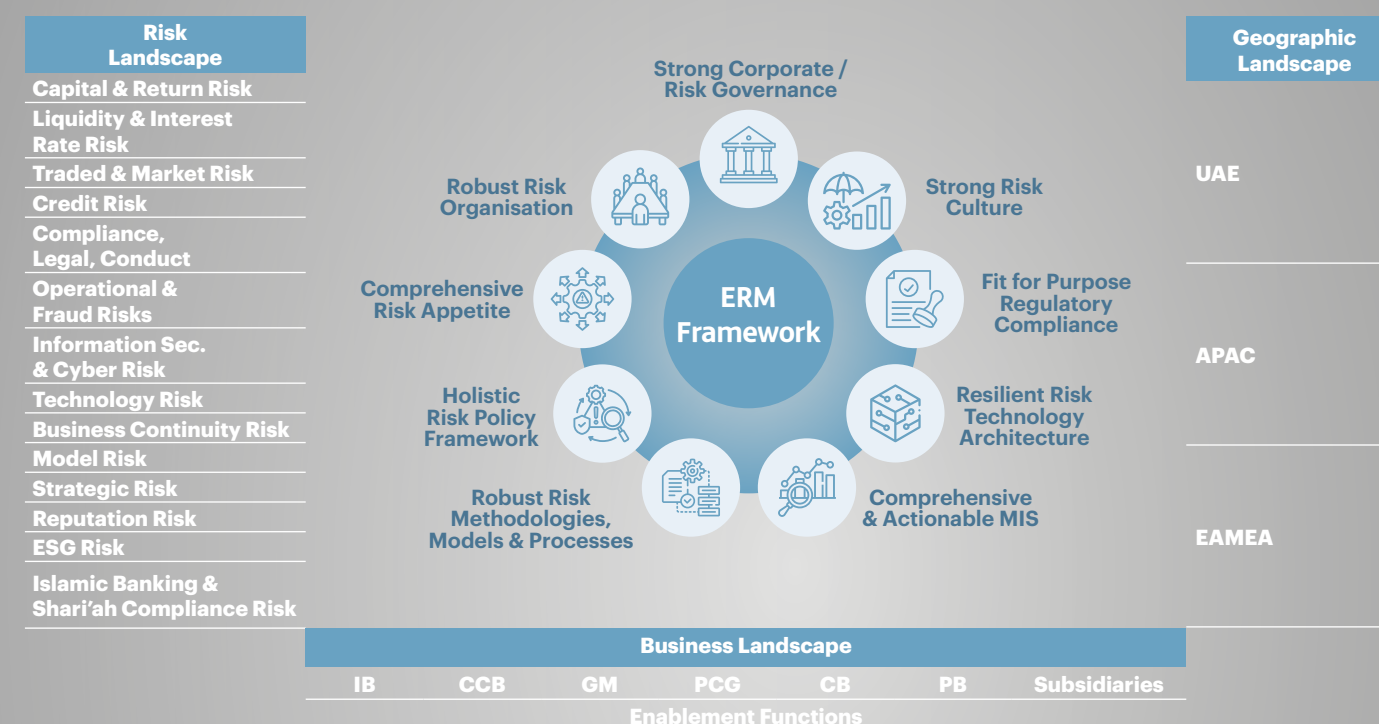 Risk
Landscape
Capital & Return Risk
Liquidity & Interest
Rate Risk
Traded & Market Risk
Credit Risk
Compliance,
Legal, Conduct
Operational &
Fraud Risks
Information Sec.
& Cyber Risk
Technology Risk
Business Continuity Risk
Model Risk
Strategic Risk
Reputation Risk
ESG Risk
Islamic Banking &
Shari’ah Compliance Risk
Strong Corporate /
Risk Governance
Robust Risk
Organisation
Strong Risk
Culture
Comprehensive
Risk Appetite
ERM
Framework
Fit for Purpose
Regulatory
Compliance
Holistic
Risk Policy
Framework
Resilient Risk
Technology
Architecture
Robust Risk
Methodologies,
Models & Processes
Comprehensive
& Actionable MIS
Geographic
Landscape
UAE
APAC
EAMEA
Business Landscape
IB CCB GM PCG CB PB Subsidiaries
Enablement Functions